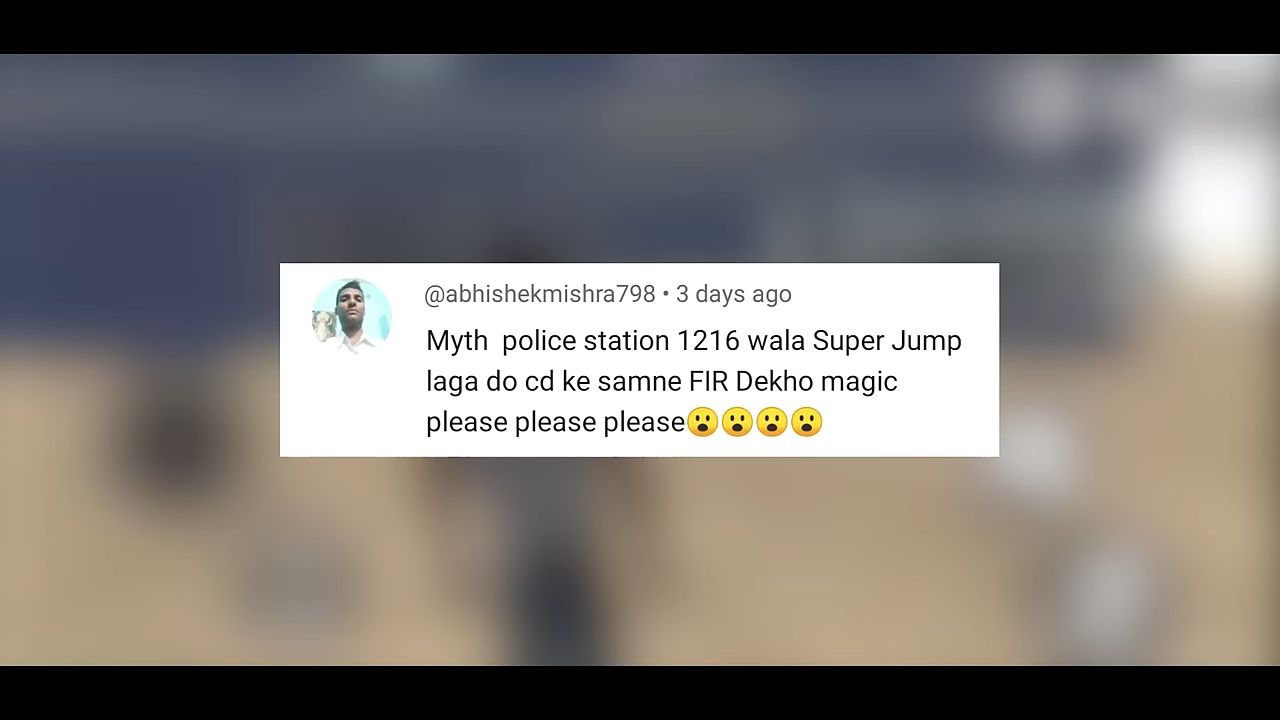 @abhishekmishra798 • 3 days ago
Myth  police station 1216 wala Super Jump
laga do cd ke samne FIR Dekho magic
please please please😮😮😮😮